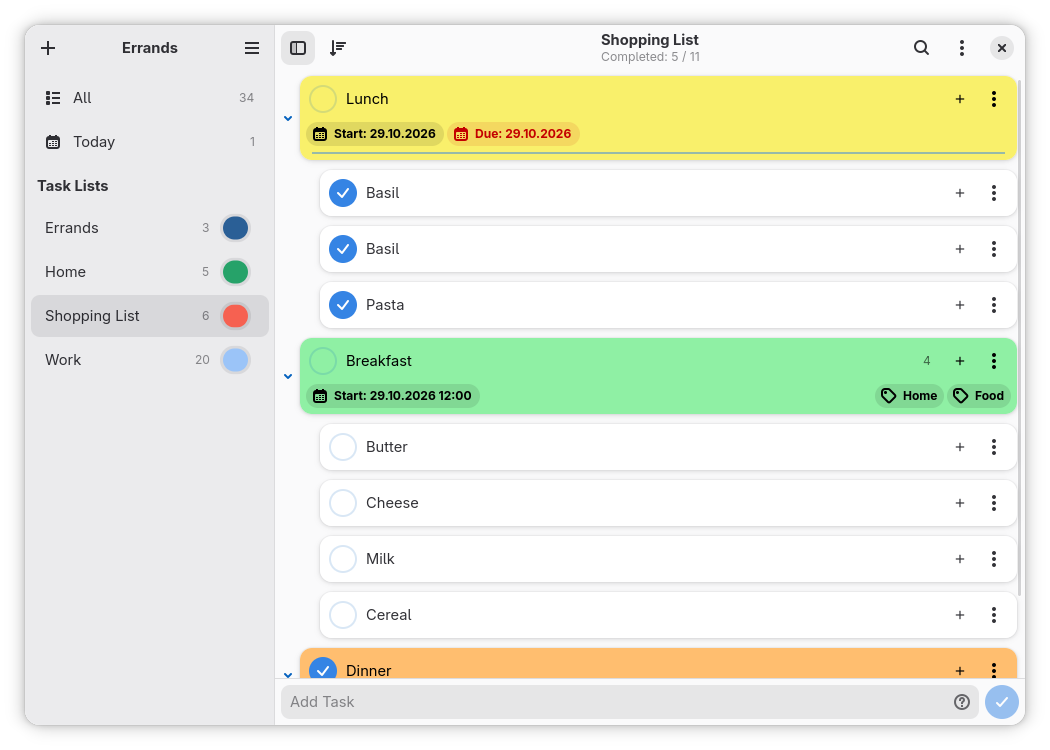 Errands
All 34
Today 1
Task Lists
Errands 3
Home 5
Shopping List 6
Work 20
Shopping List
Completed: 5 / 11
Lunch
Start: 29.10.2026 Due: 29.10.2026
Basil
Basil
Pasta
Breakfast 4
Start: 29.10.2026 12:00 Home Food
Butter
Cheese
Milk
Cereal
Dinner
Add Task